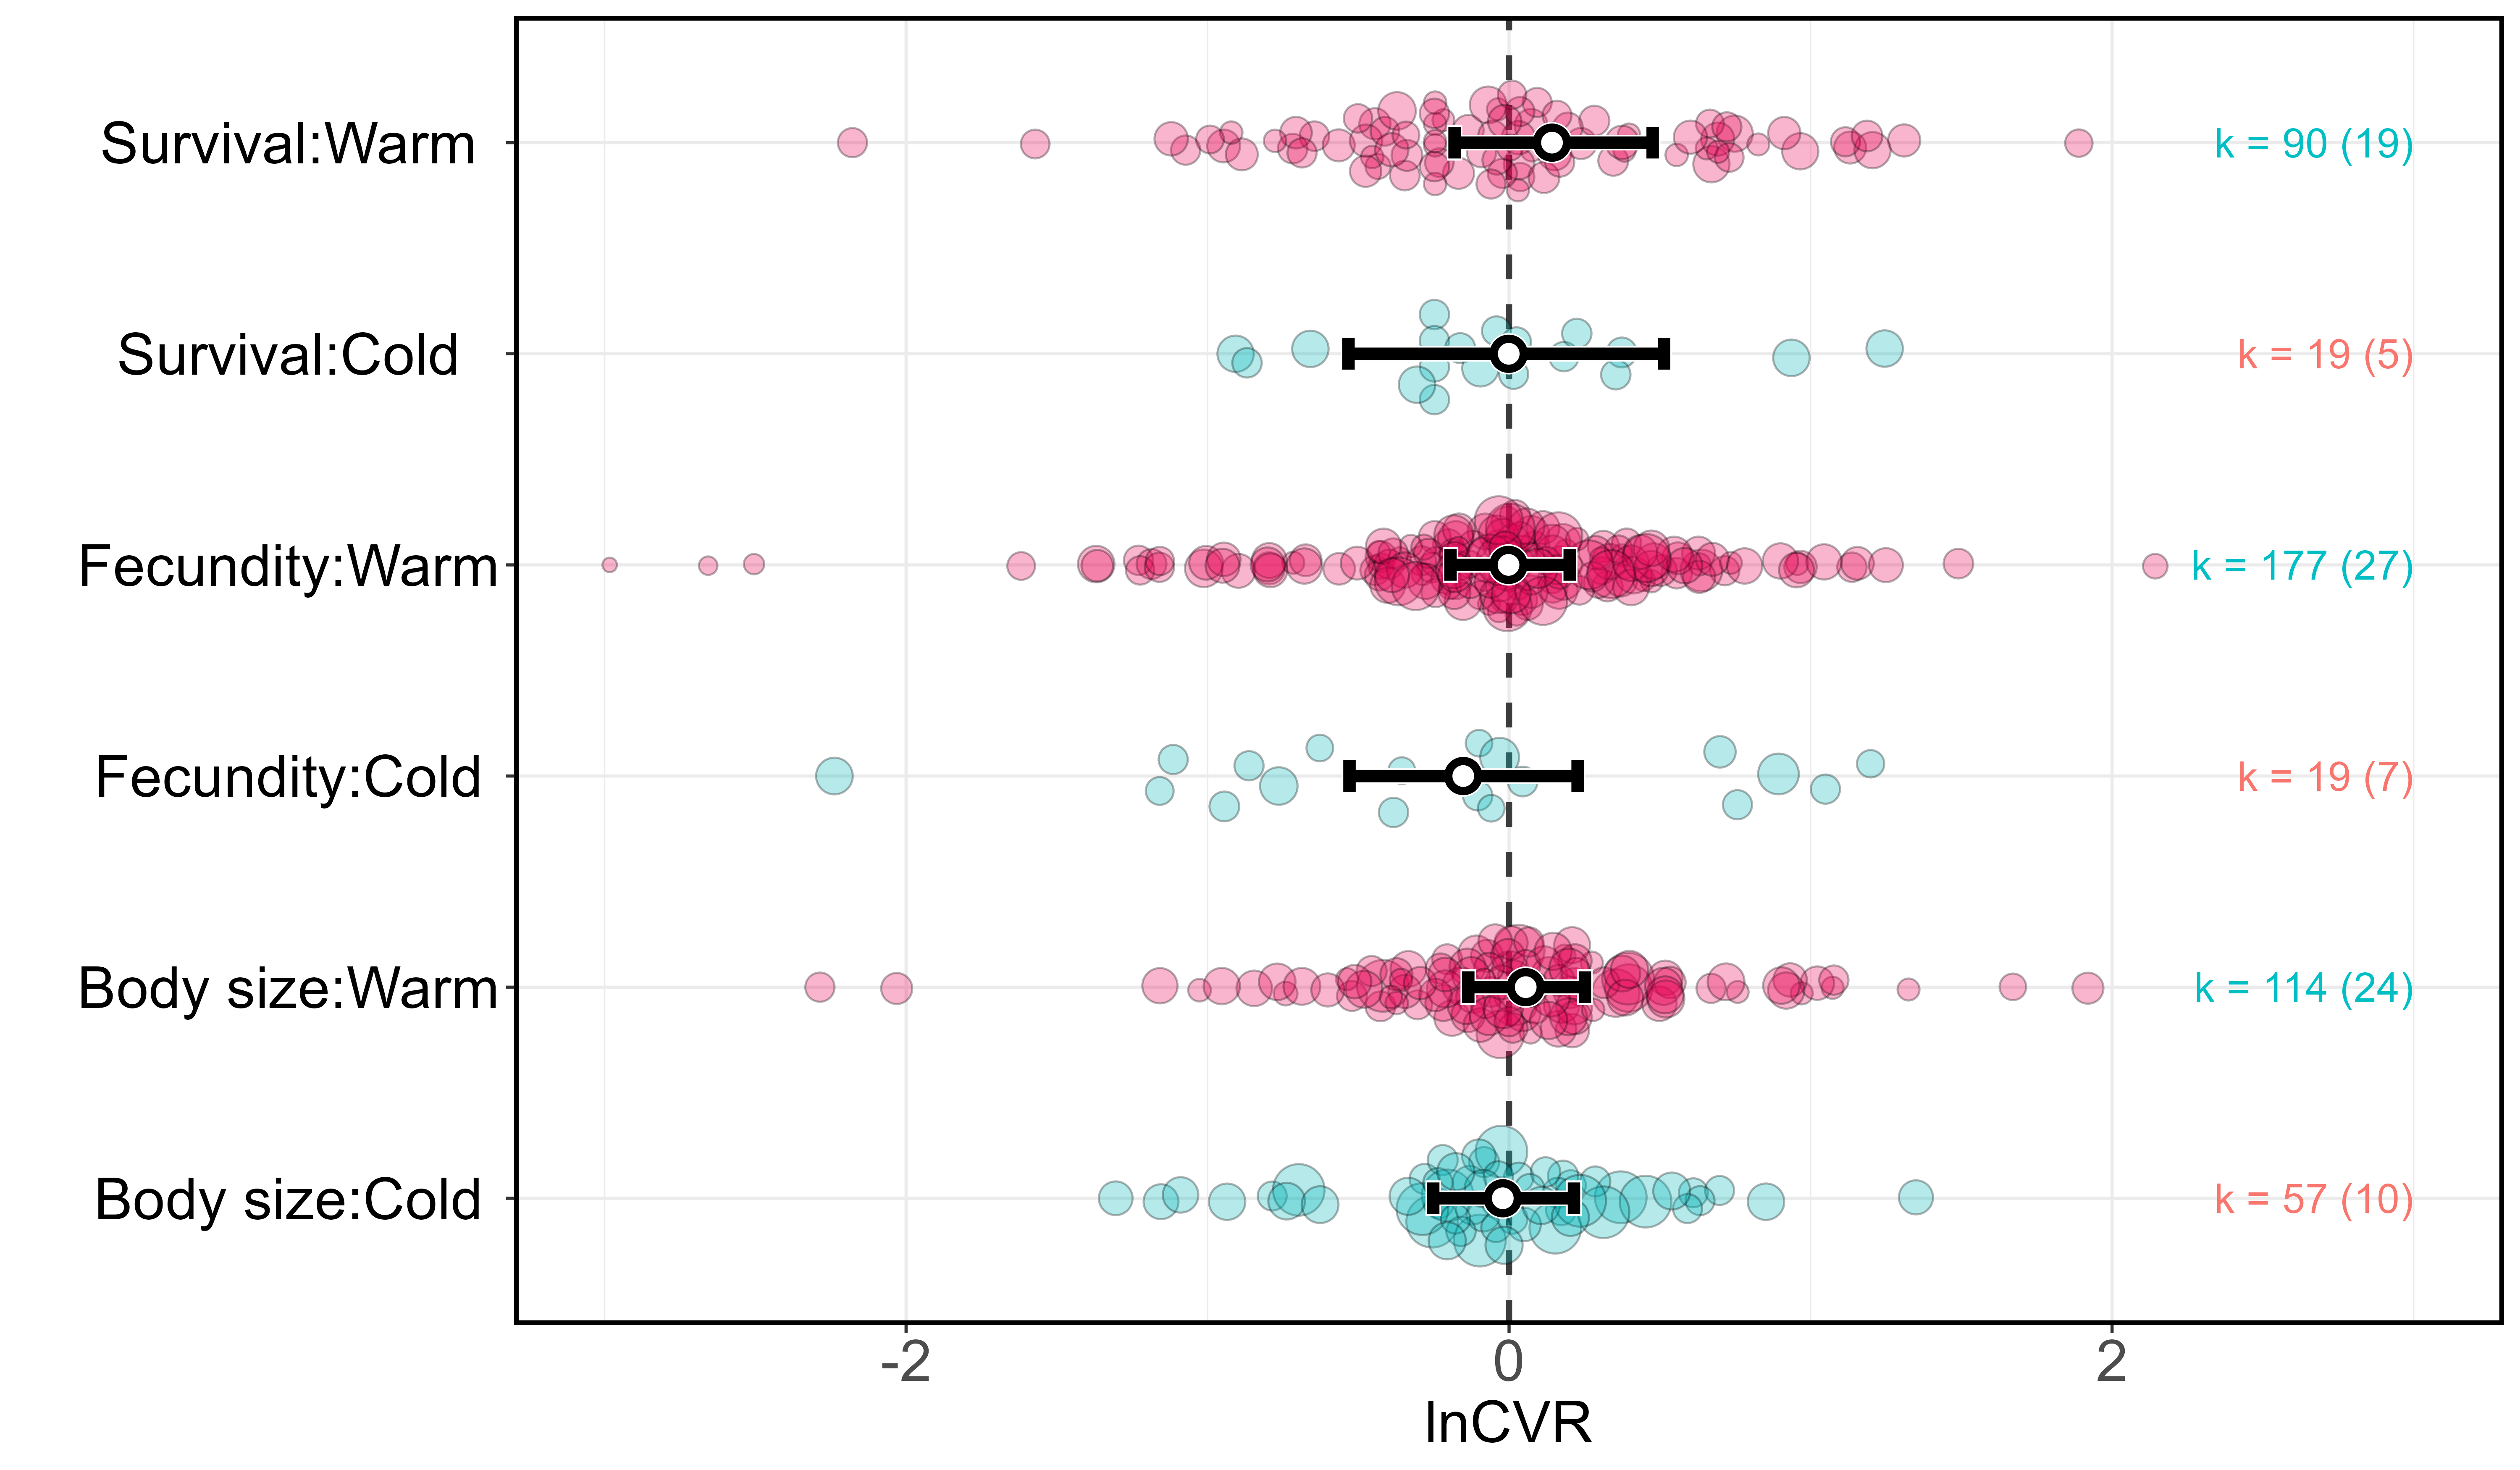 Survival:Warm k = 90 (19)
Survival:Cold k = 19 (5)
Fecundity:Warm k = 177 (27)
Fecundity:Cold k = 19 (7)
Body size:Warm k = 114 (24)
Body size:Cold k = 57 (10)
-2 0 2
lnCVR